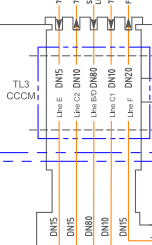 TL3
CCCM
DN15
DN10
DN80
DN10
DN20
Line E
Line C2
Line B/D
Line C1
Line F
DN15
DN15
DN80
DN10
DN15